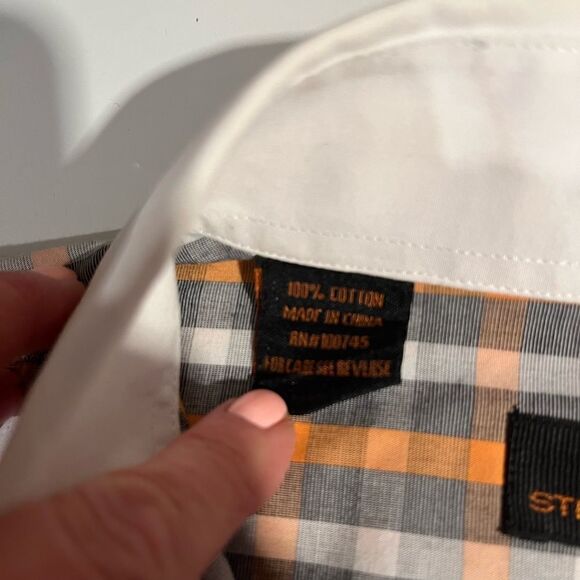 100% COTTON
MADE IN CHINA
RN#100745
FOR CARE SEE REVERSE